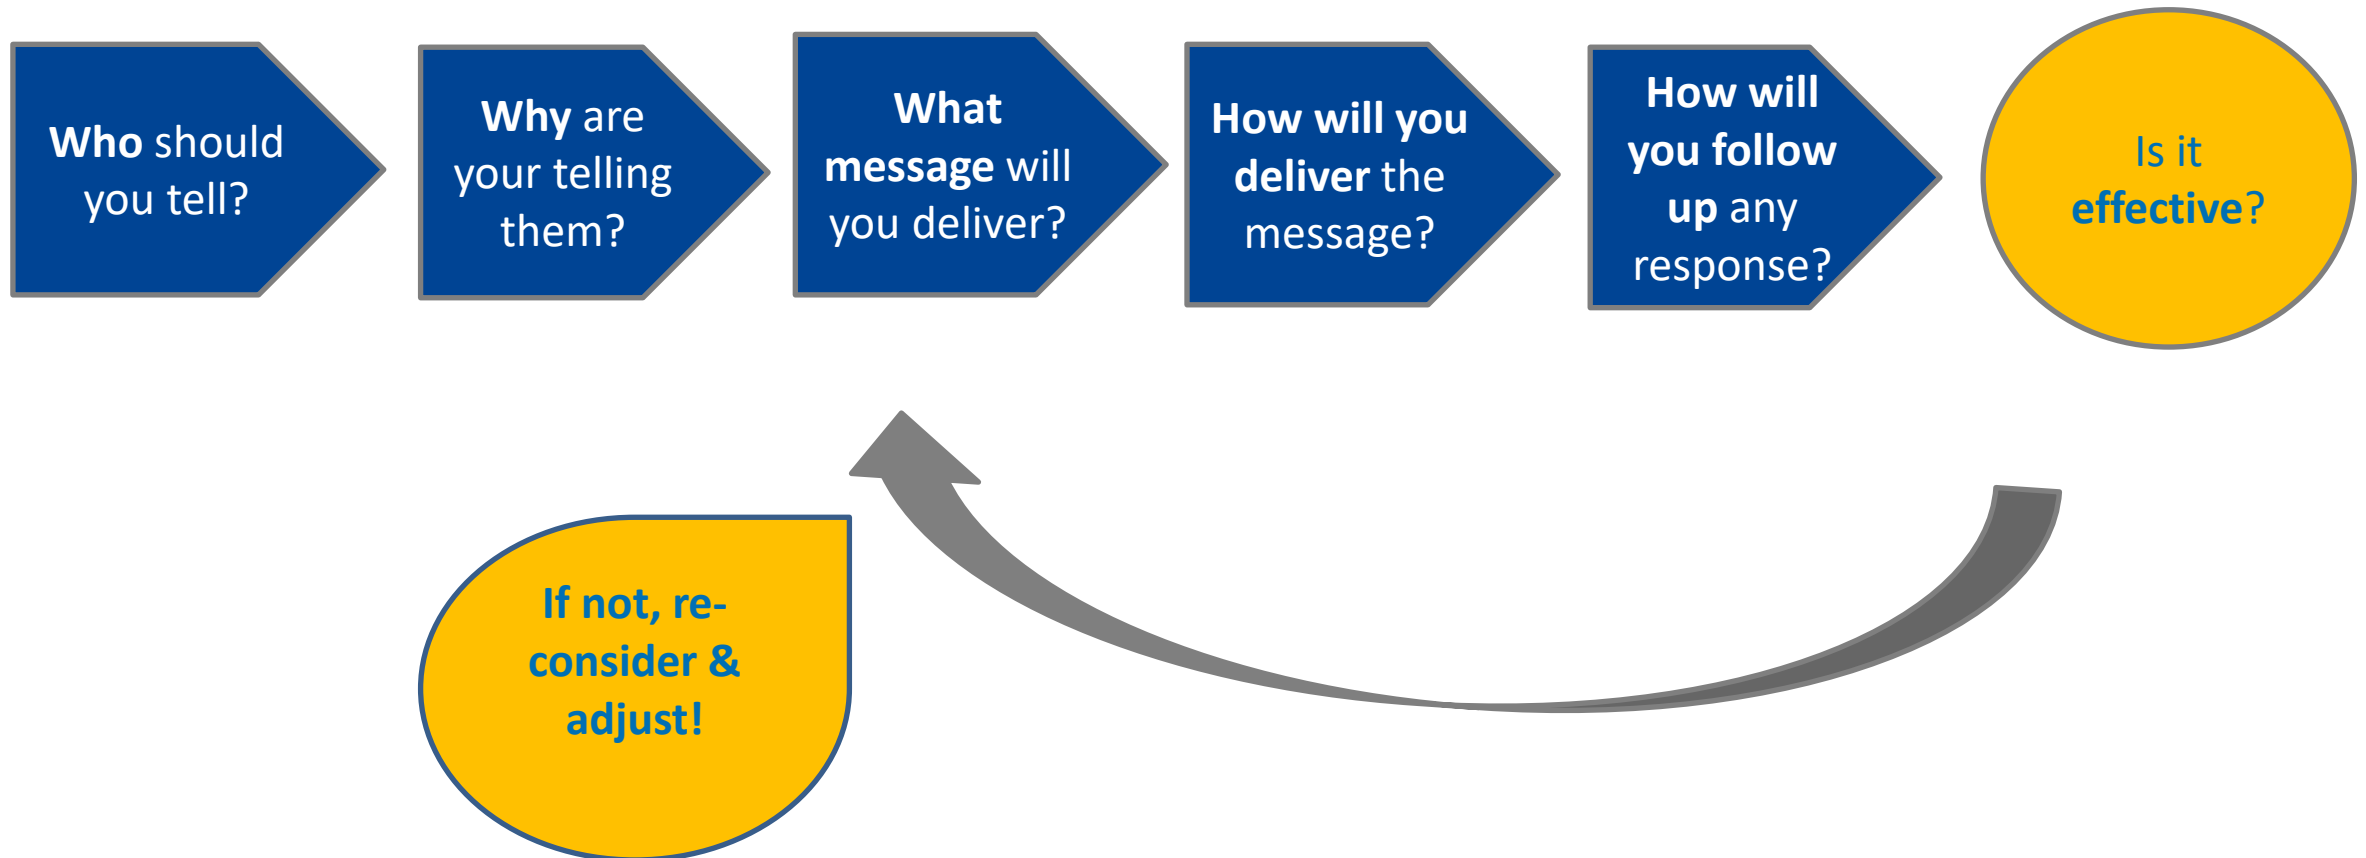 Who should
you tell?
Why are
your telling
them?
What
message will
you deliver?
How will you
deliver the
message?
How will
you follow
up any
response?
Is it
effective?
If not, re-
consider &
adjust!